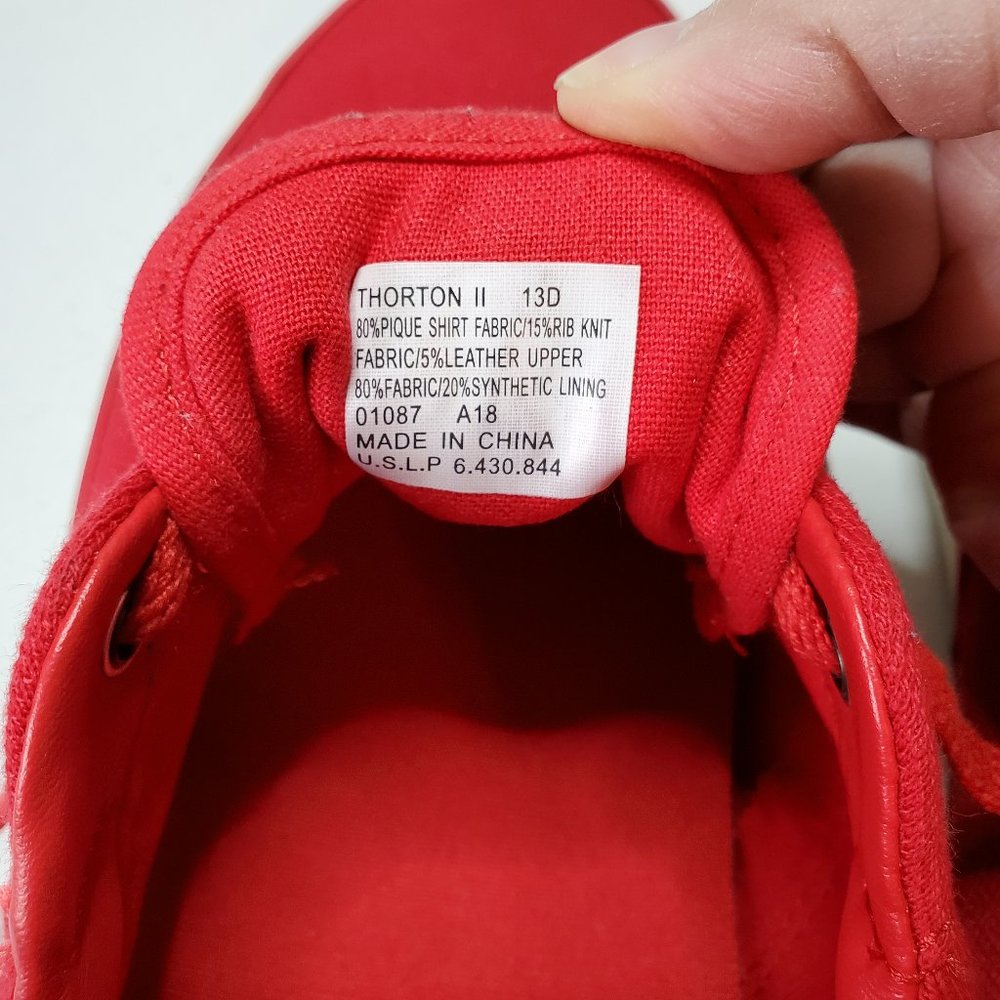 THORTON II 13D
80%PIQUE SHIRT FABRIC/15%RIB KNIT
FABRIC/5%LEATHER UPPER
80%FABRIC/20%SYNTHETIC LINING
01087 A18
MADE IN CHINA
U.S.L.P 6.430.844